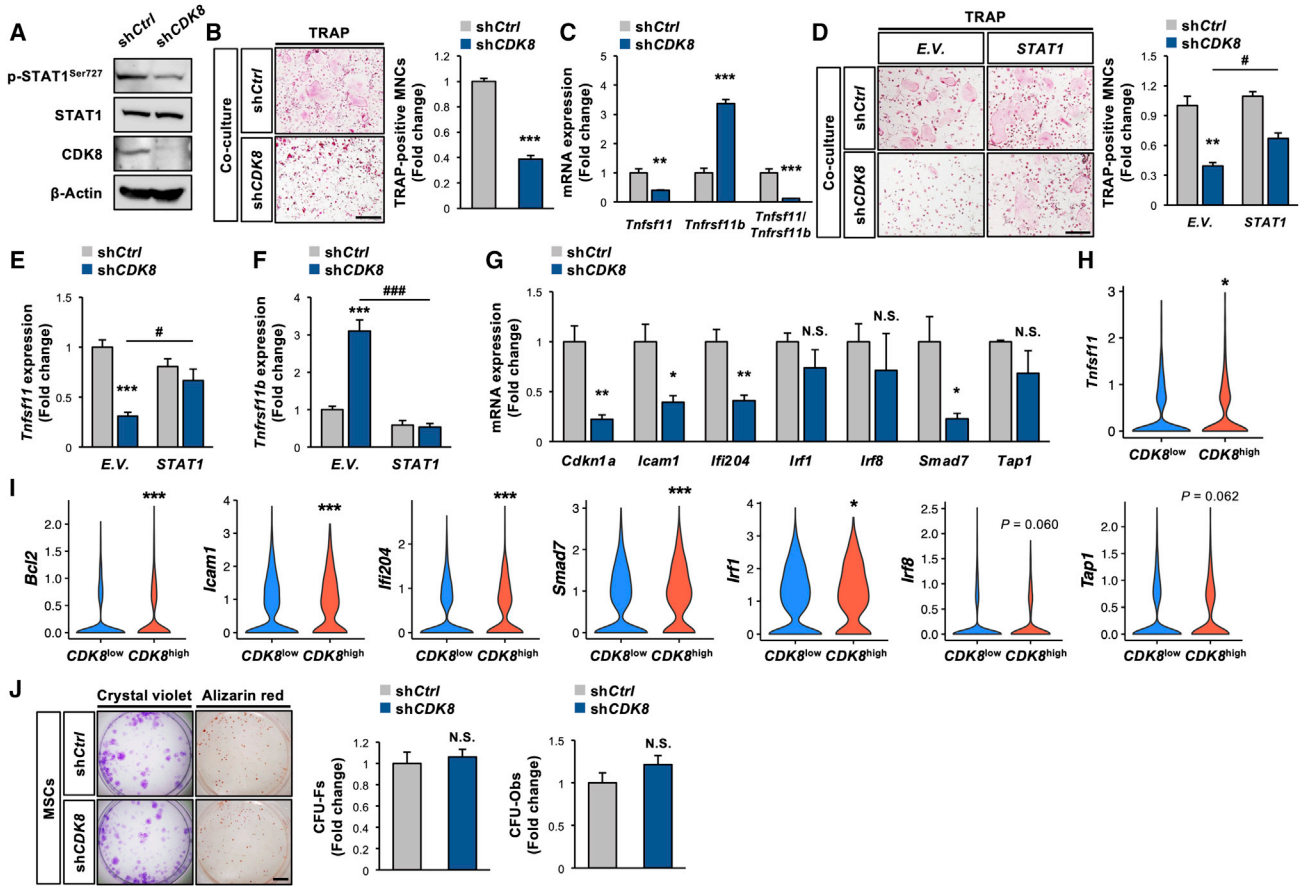 A
shCtrl
shCDK8
p-STAT1Ser727
STAT1
CDK8
β-Actin
B
TRAP
Co-culture
shCtrl
shCDK8
shCtrl
shCDK8
TRAP-positive MNCs
(Fold change)
1.2
1.0
0.8
0.6
0.4
0.2
0
***
C
shCtrl
shCDK8
mRNA expression
(Fold change)
5
4
3
2
1
0
**
***
***
Tnfsf11
Tnfrsf11b
Tnfsf11/
Tnfrsf11b
D
TRAP
E.V.
STAT1
Co-culture
shCtrl
shCDK8
shCtrl
shCDK8
TRAP-positive MNCs
(Fold change)
1.5
1.2
0.9
0.6
0.3
0
**
#
E.V.
STAT1
E
shCtrl
shCDK8
Tnfsf11 expression
(Fold change)
1.5
1
0.5
0
***
#
E.V.
STAT1
F
shCtrl
shCDK8
Tnfrsf11b expression
(Fold change)
4
3
2
1
0
***
###
E.V.
STAT1
G
shCtrl
shCDK8
mRNA expression
(Fold change)
1.5
1
0.5
0
**
*
**
N.S.
N.S.
*
N.S.
Cdkn1a
Icam1
Ifi204
Irf1
Irf8
Smad7
Tap1
H
Tnfsf11
3
2
1
0
*
CDK8low
CDK8high
I
Bcl2
2.0
1.5
1.0
0.5
0.0
***
CDK8low CDK8high
Icam1
4
3
2
1
0
***
CDK8low CDK8high
Ifi204
2
1
0
***
CDK8low CDK8high
Smad7
3
2
1
0
***
CDK8low CDK8high
Irf1
4
3
2
1
0
*
CDK8low CDK8high
Irf8
2.5
2.0
1.5
1.0
0.5
0.0
P = 0.060
CDK8low CDK8high
Tap1
2.0
1.5
1.0
0.5
0.0
P = 0.062
CDK8low CDK8high
J
Crystal violet
Alizarin red
MSCs
shCtrl
shCDK8
shCtrl
shCDK8
CFU-Fs
(Fold change)
1.2
1
0.8
0.6
0.4
0.2
0
N.S.
shCtrl
shCDK8
CFU-Obs
(Fold change)
1.5
1
0.5
0
N.S.